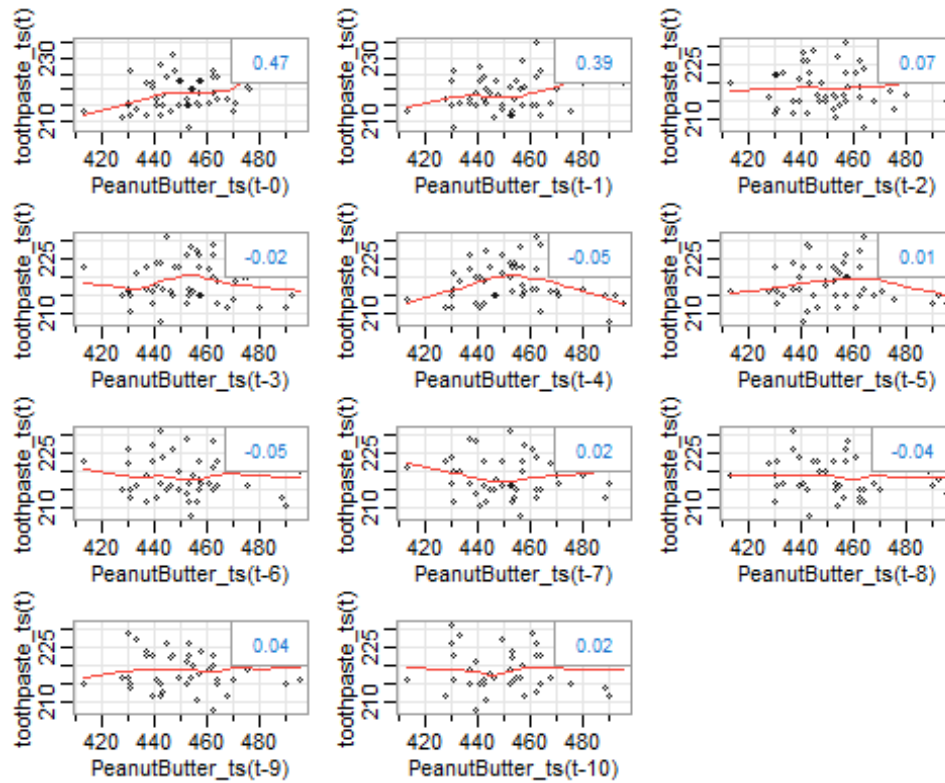 toothpaste_ts(t)
210 230
0.47
420 440 460 480
PeanutButter_ts(t-0)
toothpaste_ts(t)
210 230
0.39
420 440 460 480
PeanutButter_ts(t-1)
toothpaste_ts(t)
210 225
0.07
420 440 460 480
PeanutButter_ts(t-2)
toothpaste_ts(t)
210 225
-0.02
420 440 460 480
PeanutButter_ts(t-3)
toothpaste_ts(t)
210 225
-0.05
420 440 460 480
PeanutButter_ts(t-4)
toothpaste_ts(t)
210 225
0.01
420 440 460 480
PeanutButter_ts(t-5)
toothpaste_ts(t)
210 225
-0.05
420 440 460 480
PeanutButter_ts(t-6)
toothpaste_ts(t)
210 225
0.02
420 440 460 480
PeanutButter_ts(t-7)
toothpaste_ts(t)
210 225
-0.04
420 440 460 480
PeanutButter_ts(t-8)
toothpaste_ts(t)
210 225
0.04
420 440 460 480
PeanutButter_ts(t-9)
toothpaste_ts(t)
210 225
0.02
420 440 460 480
PeanutButter_ts(t-10)